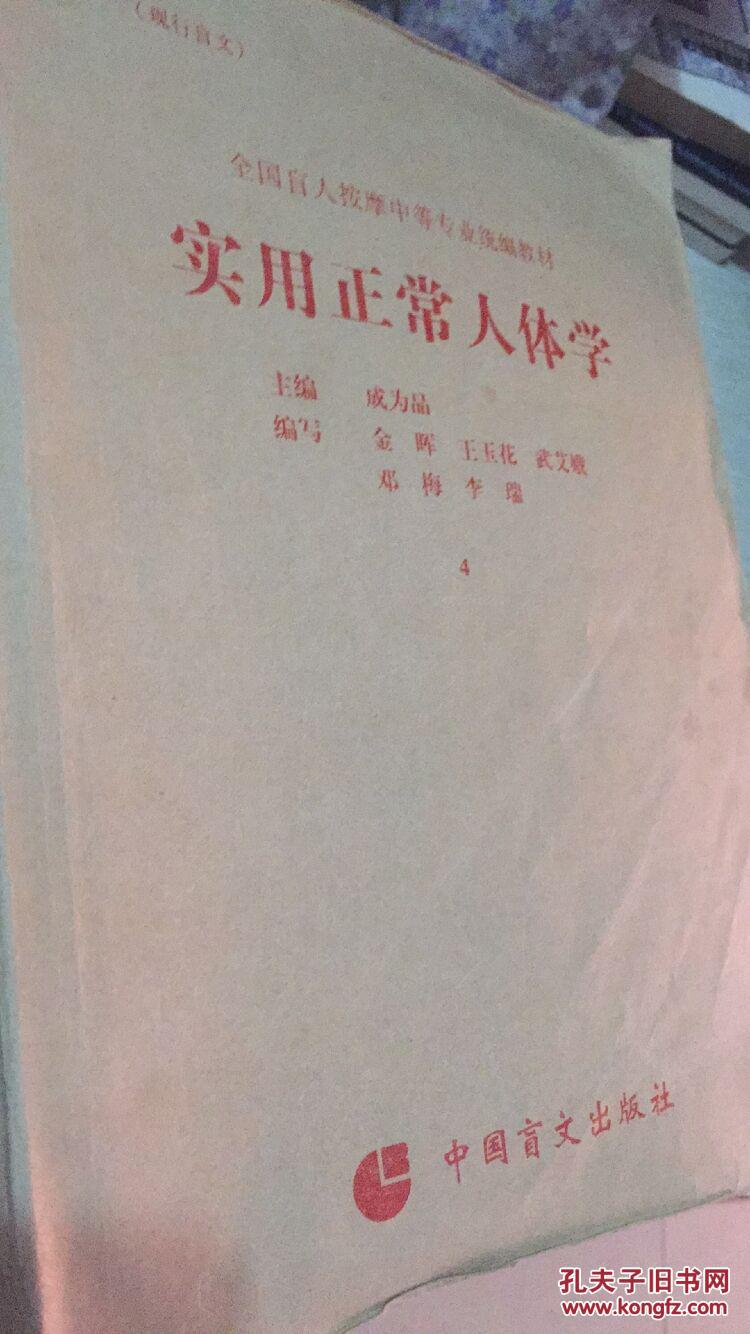 （现行盲文）
全国盲人按摩中等专业统编教材
实用正常人体学
主编 成为品
编写 金晖 王玉花 武艾娥
邓梅 李瑞
4
中国盲文出版社
孔夫子旧书网
www.kongfz.com